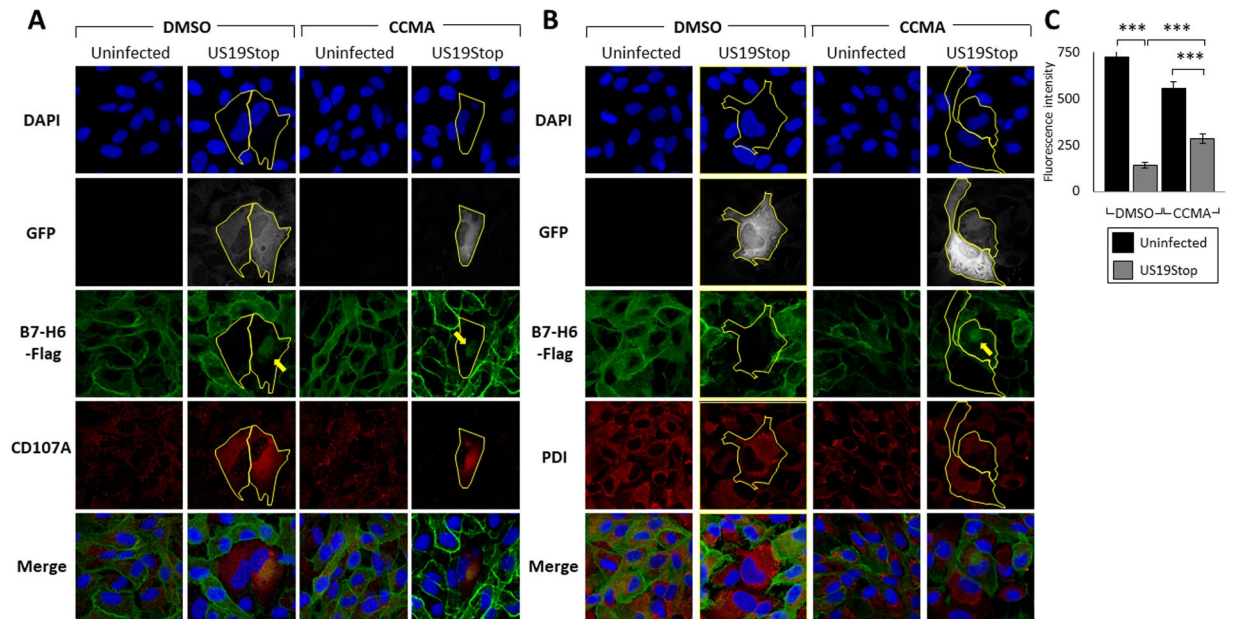 A
DMSO
CCMA
Uninfected
US19Stop
Uninfected
US19Stop
DAPI
GFP
B7-H6
-Flag
CD107A
Merge
B
DMSO
CCMA
Uninfected
US19Stop
Uninfected
US19Stop
DAPI
GFP
B7-H6
-Flag
PDI
Merge
C
***
***
***
Fluorescence intensity
750
500
250
0
DMSO
CCMA
Uninfected
US19Stop